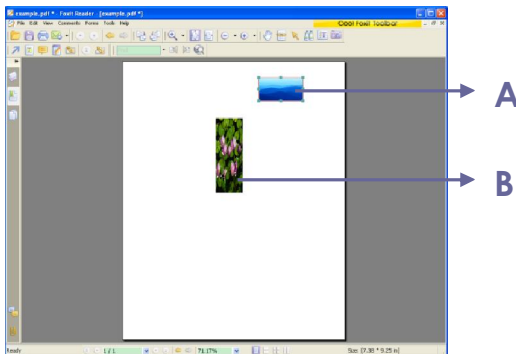 example.pdf * - Foxit Reader - [example.pdf *]
File Edit View Comments Forms Tools Help
Cool Foxit Toolbar
A
B
Ready
1 / 1
71.17%
Size: [7.36 * 9.25 in]